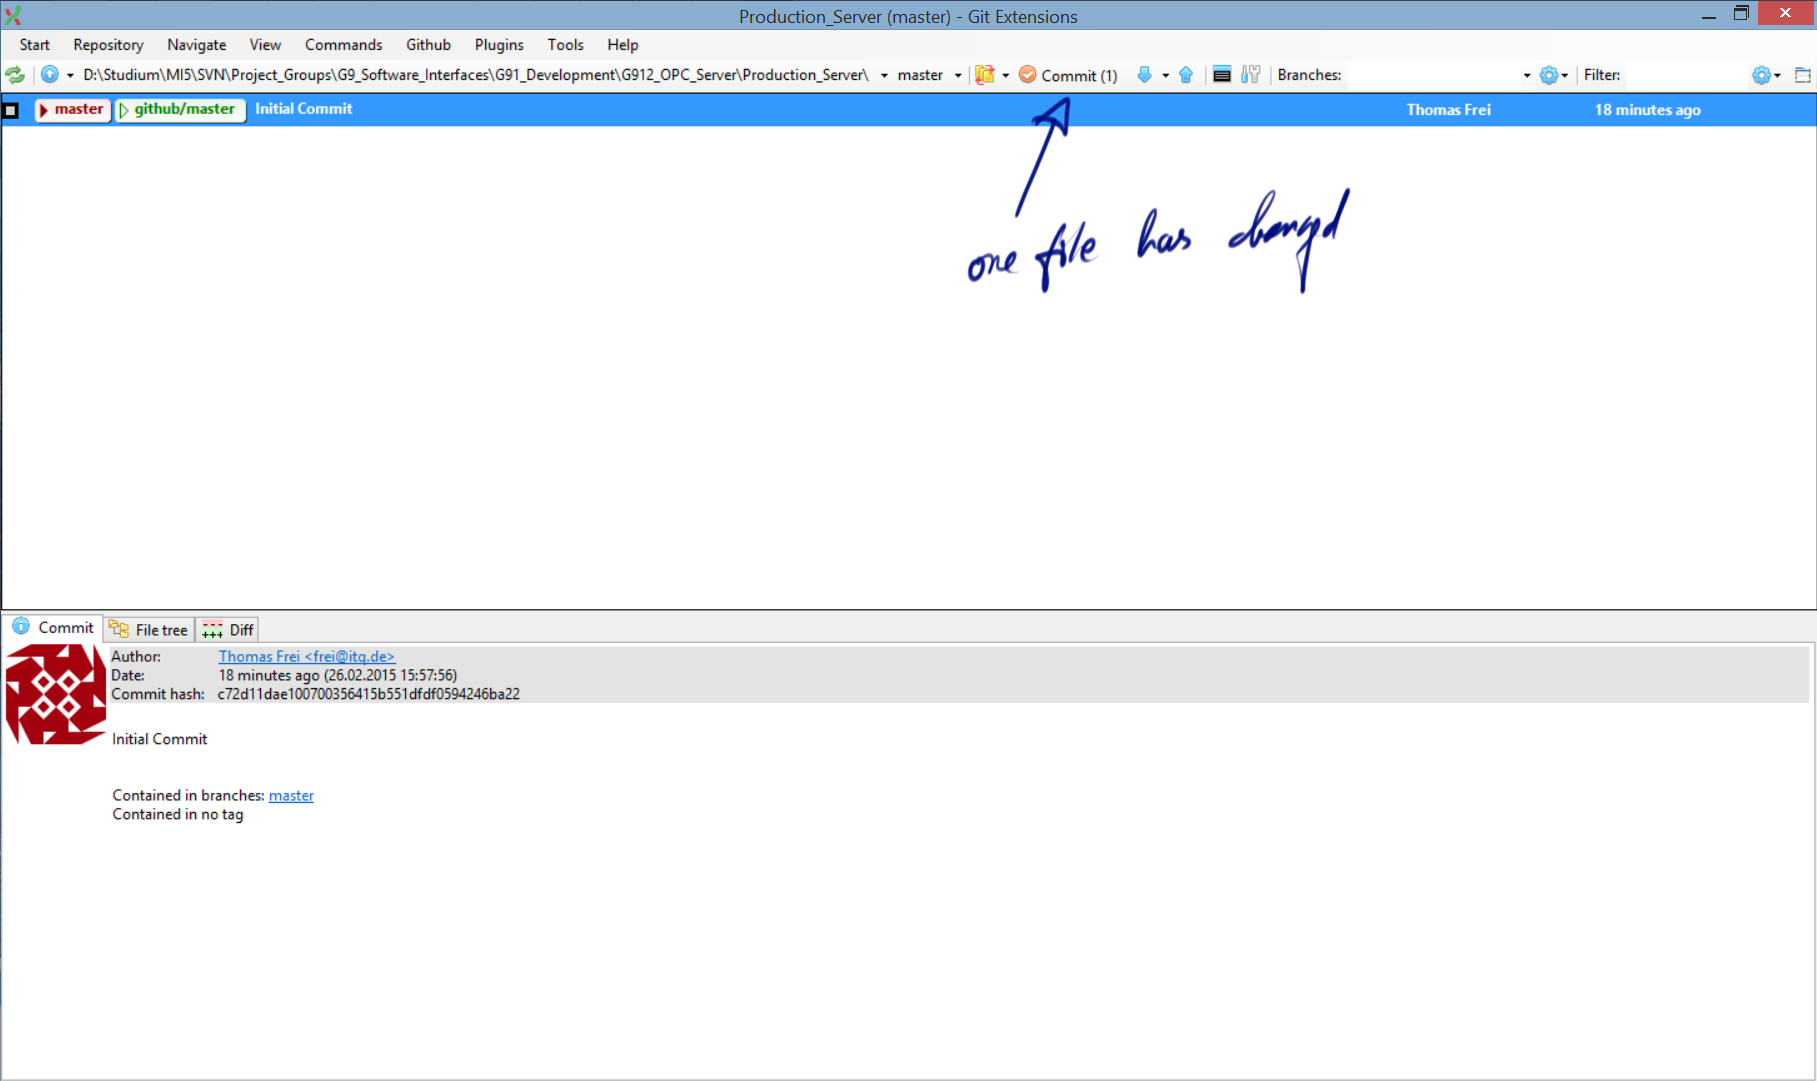 Production_Server (master) - Git Extensions
Start Repository Navigate View Commands Github Plugins Tools Help
D:\Studium\MI5\SVN\Project_Groups\G9_Software_Interfaces\G91_Development\G912_OPC_Server\Production_Server\ master Commit (1) Branches: Filter:
master github/master Initial Commit Thomas Frei 18 minutes ago
one file has changed
Commit File tree Diff
Author: Thomas Frei <frei@itq.de>
Date: 18 minutes ago (26.02.2015 15:57:56)
Commit hash: c72d11dae100700356415b551dfdf0594246ba22
Initial Commit
Contained in branches: master
Contained in no tag